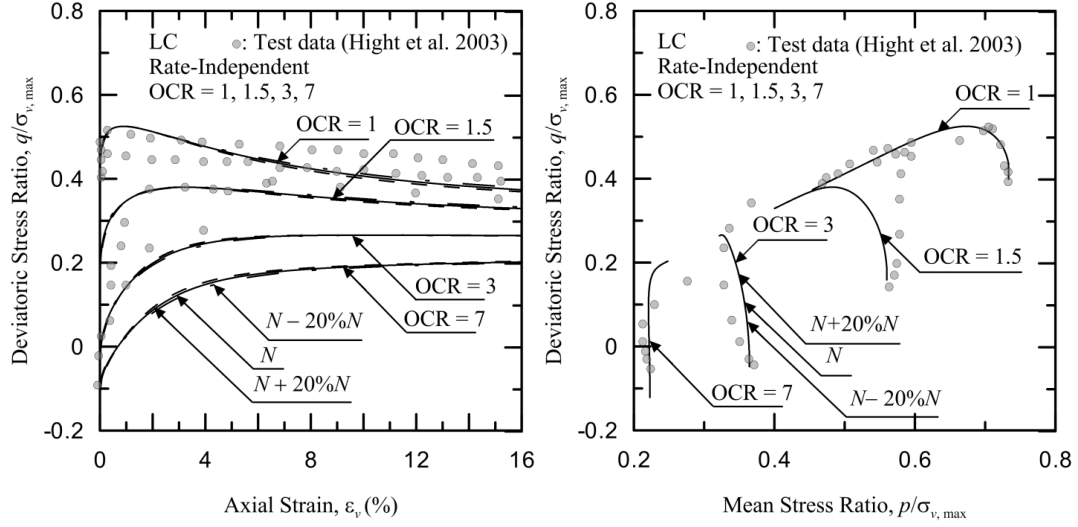 Deviatoric Stress Ratio, q/σv, max
0.8
0.6
0.4
0.2
0
-0.2
LC
: Test data (Hight et al. 2003)
Rate-Independent
OCR = 1, 1.5, 3, 7
OCR = 1
OCR = 1.5
OCR = 3
OCR = 7
N − 20%N
N
N + 20%N
0
4
8
12
16
Axial Strain, εv (%)
Deviatoric Stress Ratio, q/σv, max
0.8
0.6
0.4
0.2
0
-0.2
LC
: Test data (Hight et al. 2003)
Rate-Independent
OCR = 1, 1.5, 3, 7
OCR = 1
OCR = 3
OCR = 1.5
N+20%N
N
N− 20%N
OCR = 7
0.2
0.4
0.6
0.8
Mean Stress Ratio, p/σv, max